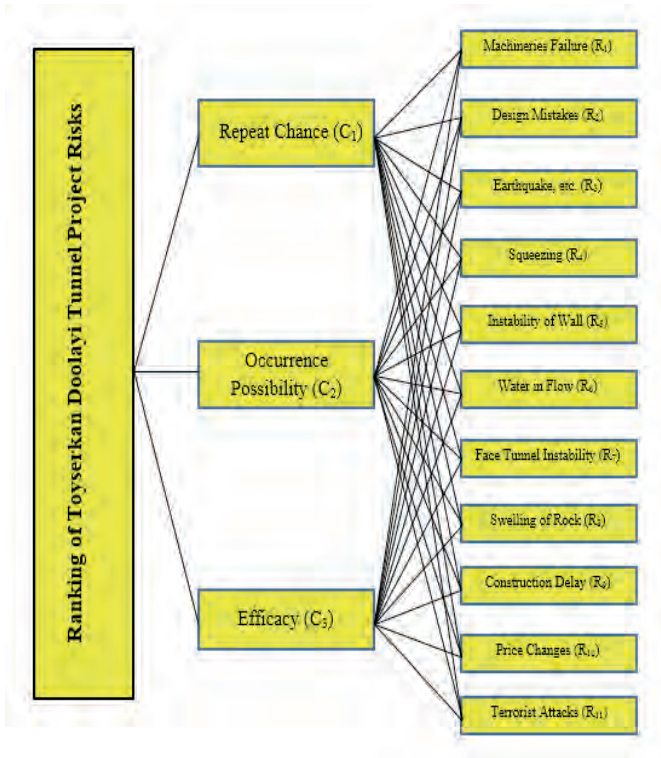 Ranking of Toyserkan Doolayi Tunnel Project Risks
Repeat Chance (C₁)
Occurrence
Possibility (C₂)
Efficacy (C₃)
Machineries Failure (R₁)
Design Mistakes (R₂)
Earthquake, etc. (R₃)
Squeezing (R₄)
Instability of Wall (R₅)
Water in Flow (R₆)
Face Tunnel Instability (R₇)
Swelling of Rock (R₈)
Construction Delay (R₉)
Price Changes (R₁₀)
Terrorist Attacks (R₁₁)